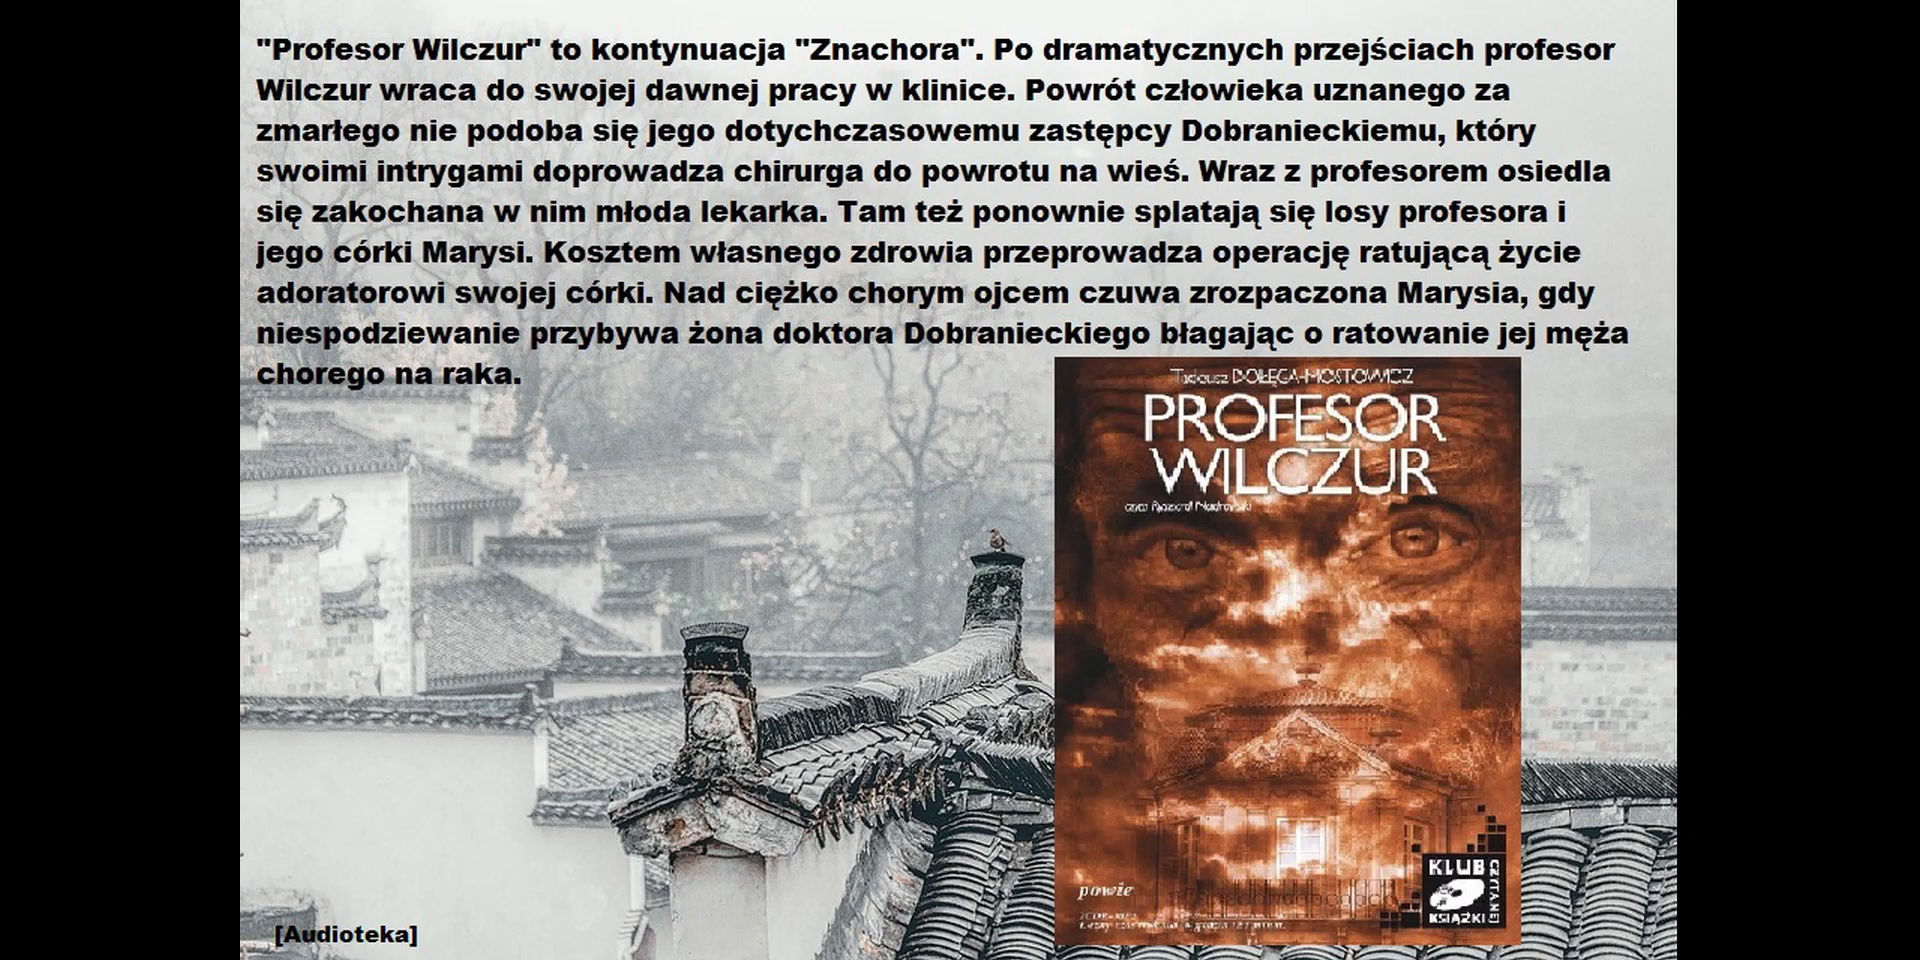 "Profesor Wilczur" to kontynuacja "Znachora". Po dramatycznych przejściach profesor
Wilczur wraca do swojej dawnej pracy w klinice. Powrót człowieka uznanego za
zmarłego nie podoba się jego dotychczasowemu zastępcy Dobranieckiemu, który
swoimi intrygami doprowadza chirurga do powrotu na wieś. Wraz z profesorem osiedla
się zakochana w nim młoda lekarka. Tam też ponownie splatają się losy profesora i
jego córki Marysi. Kosztem własnego zdrowia przeprowadza operację ratującą życie
adoratorowi swojej córki. Nad ciężko chorym ojcem czuwa zrozpaczona Marysia, gdy
niespodziewanie przybywa żona doktora Dobranieckiego błagając o ratowanie jej męża
chorego na raka.
Tadeusz DOŁĘGA-MOSTOWICZ
PROFESOR
WILCZUR
czyta
powie
KLUB
CZYTANEJ
KSIĄŻKI
[Audioteka]